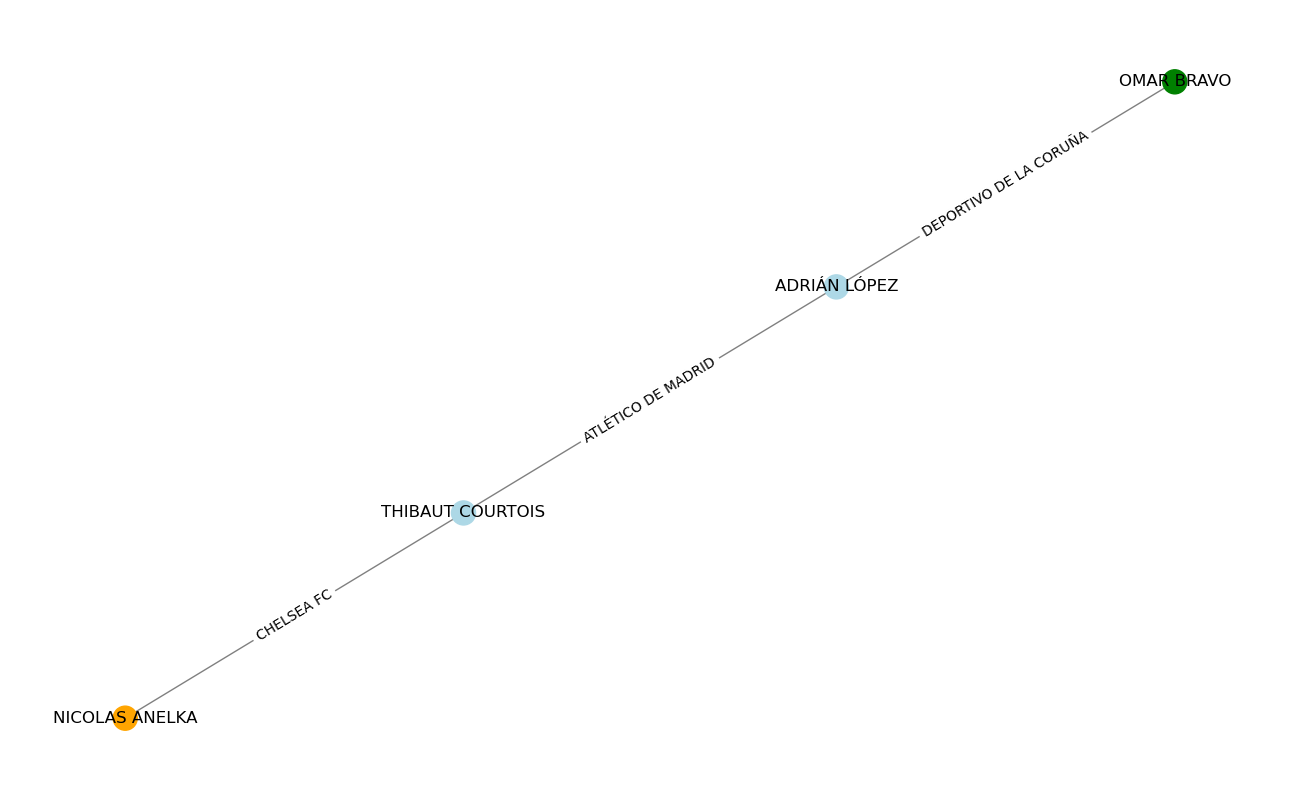 OMAR BRAVO
DEPORTIVO DE LA CORUÑA
ADRIÁN LÓPEZ
ATLÉTICO DE MADRID
THIBAUT COURTOIS
CHELSEA FC
NICOLAS ANELKA